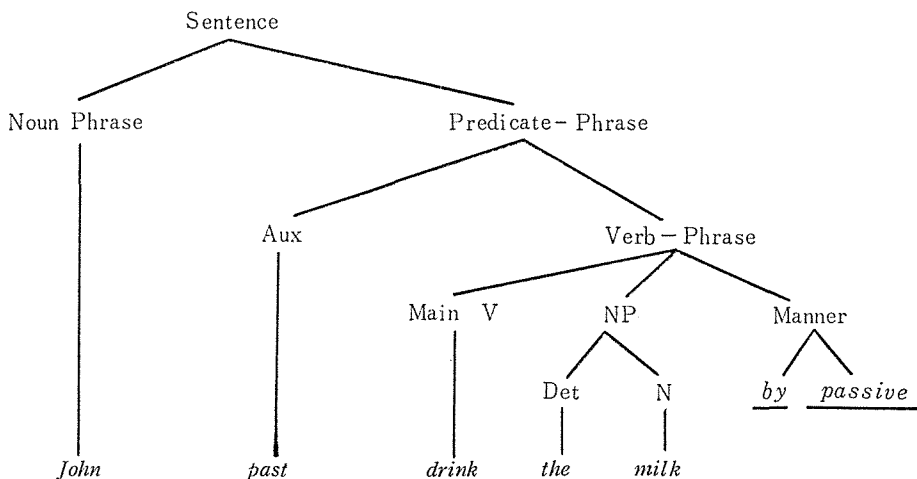 Sentence
Noun Phrase Predicate-Phrase
Aux Verb-Phrase
Main V NP Manner
Det N by passive
John past drink the milk